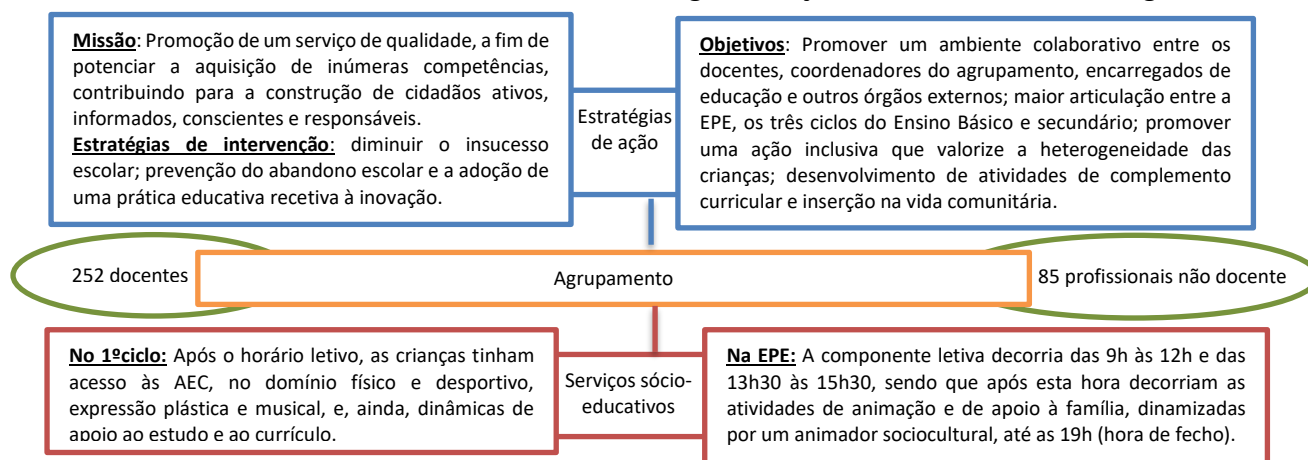 Missão: Promoção de um serviço de qualidade, a fim de
potenciar a aquisição de inúmeras competências,
contribuindo para a construção de cidadãos ativos,
informados, conscientes e responsáveis.
Estratégias de intervenção: diminuir o insucesso
escolar; prevenção do abandono escolar e a adoção de
uma prática educativa recetiva à inovação.
Estratégias
de ação
Objetivos: Promover um ambiente colaborativo entre os
docentes, coordenadores do agrupamento, encarregados de
educação e outros órgãos externos; maior articulação entre a
EPE, os três ciclos do Ensino Básico e secundário; promover
uma ação inclusiva que valorize a heterogeneidade das
crianças; desenvolvimento de atividades de complemento
curricular e inserção na vida comunitária.
252 docentes
Agrupamento
85 profissionais não docente
No 1ºciclo: Após o horário letivo, as crianças tinham
acesso às AEC, no domínio físico e desportivo,
expressão plástica e musical, e, ainda, dinâmicas de
apoio ao estudo e ao currículo.
Serviços sócio-
educativos
Na EPE: A componente letiva decorria das 9h às 12h e das
13h30 às 15h30, sendo que após esta hora decorriam as
atividades de animação e de apoio à família, dinamizadas
por um animador sociocultural, até as 19h (hora de fecho).